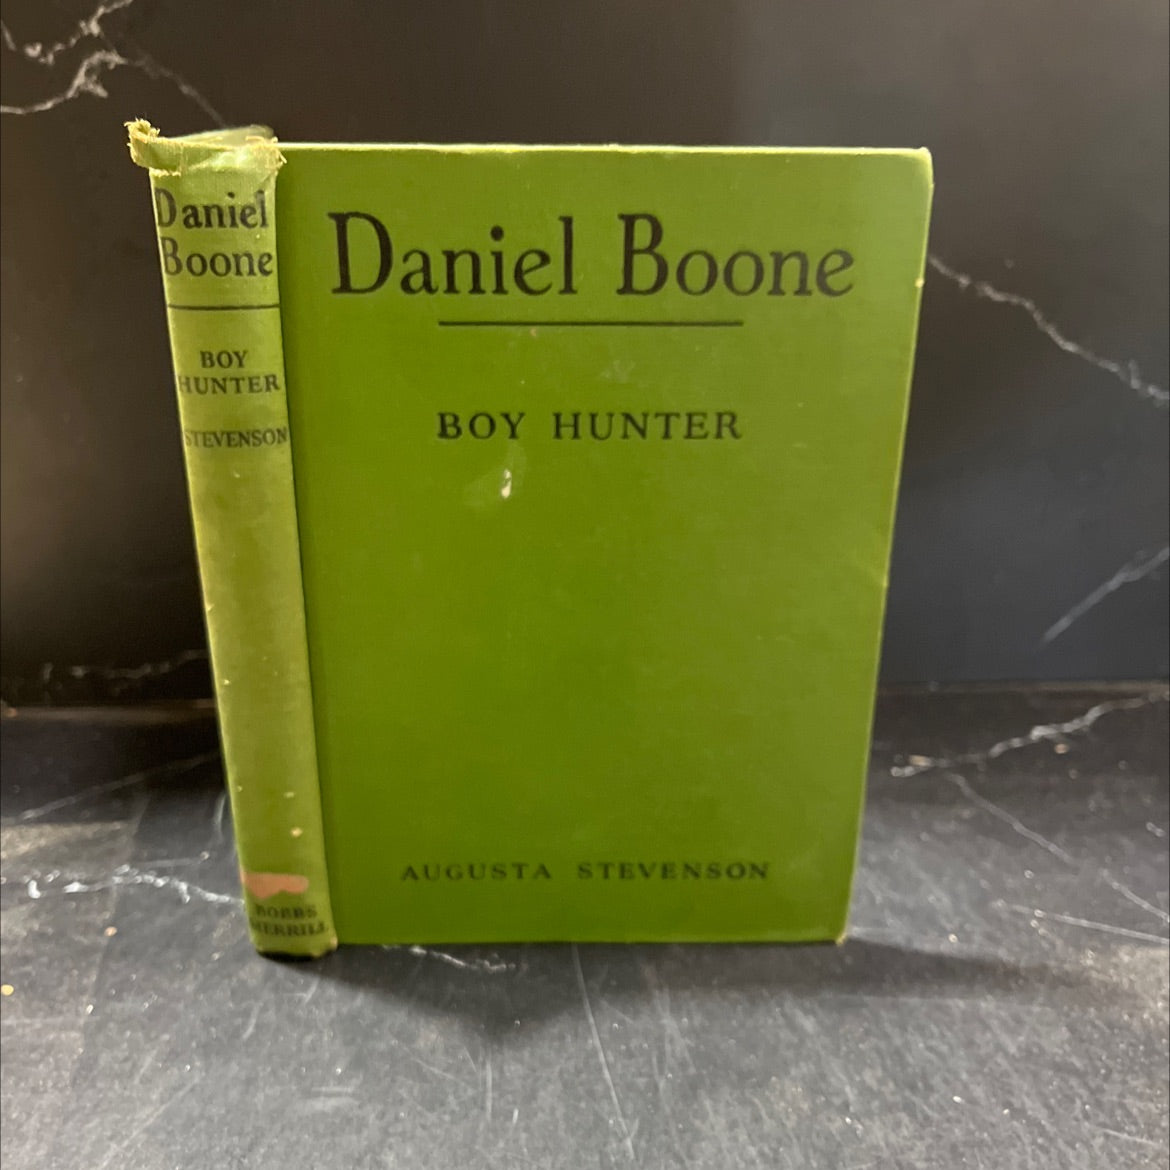 Daniel
Boone
BOY
HUNTER
STEVENSON
BOBBS
MERRILL
Daniel Boone
BOY HUNTER
AUGUSTA STEVENSON